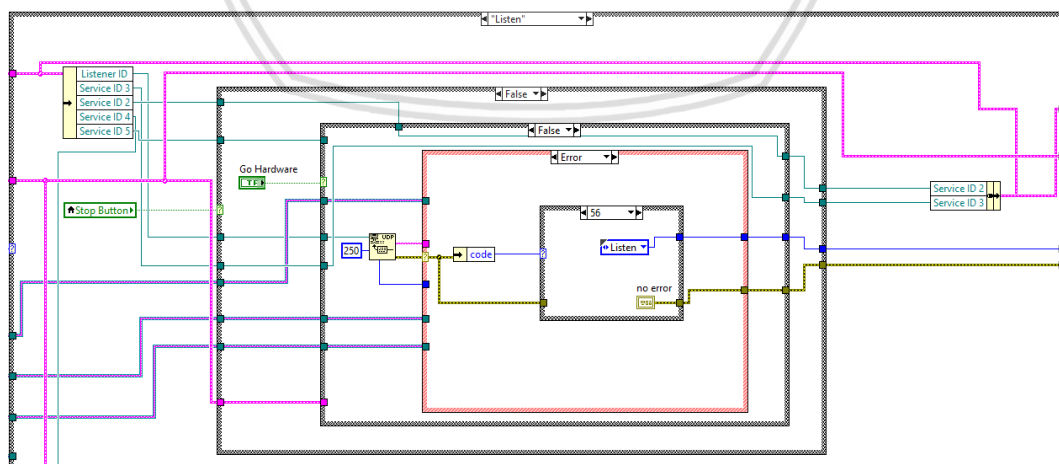 "Listen"
Listener ID
Service ID 3
Service ID 2
Service ID 4
Service ID 5
False
False
Error
Go Hardware
TF
Stop Button
56
Service ID 2
Service ID 3
UDP
250
code
Listen
no error